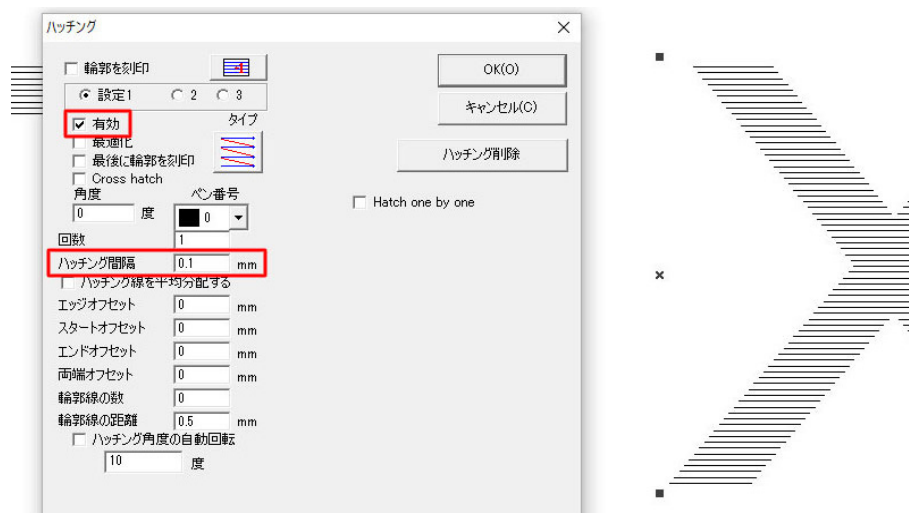 ハッチング
輪郭を刻印
OK(O)
設定1 2 3
キャンセル(C)
有効 タイプ
最適化
最後に輪郭を刻印
ハッチング削除
Cross hatch
角度 ペン番号
Hatch one by one
0 度 0
回数 1
ハッチング間隔 0.1 mm
ハッチング線を平均分配する
エッジオフセット 0 mm
スタートオフセット 0 mm
エンドオフセット 0 mm
両端オフセット 0 mm
輪郭線の数 0
輪郭線の距離 0.5 mm
ハッチング角度の自動回転
10 度